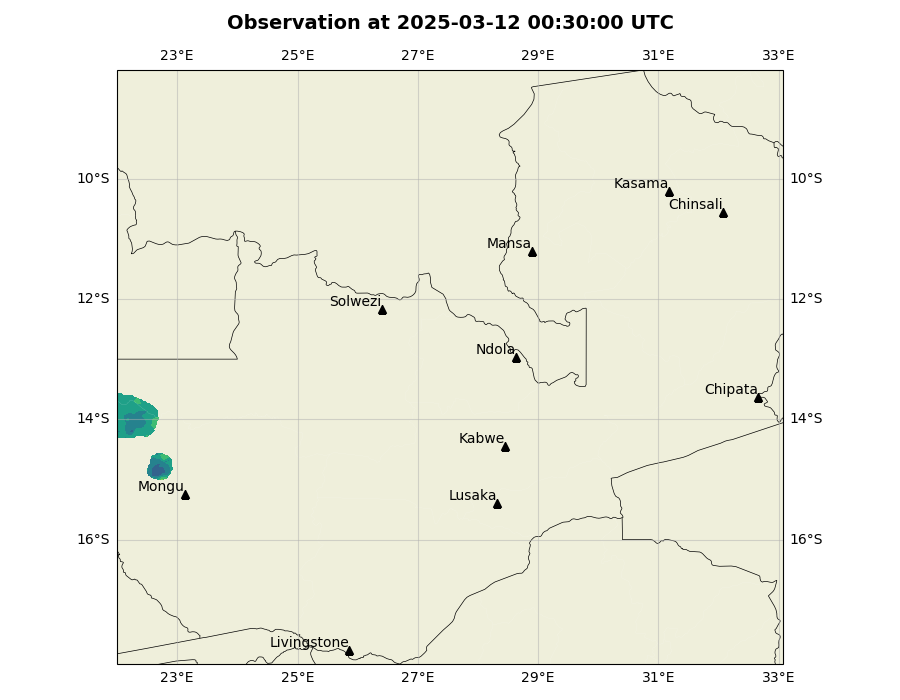 Observation at 2025-03-12 00:30:00 UTC
23°E 25°E 27°E 29°E 31°E 33°E
10°S 10°S
Kasama
Chinsali
Mansa
12°S 12°S
Solwezi
Ndola
Chipata
14°S 14°S
Kabwe
Mongu
Lusaka
16°S 16°S
Livingstone
23°E 25°E 27°E 29°E 31°E 33°E